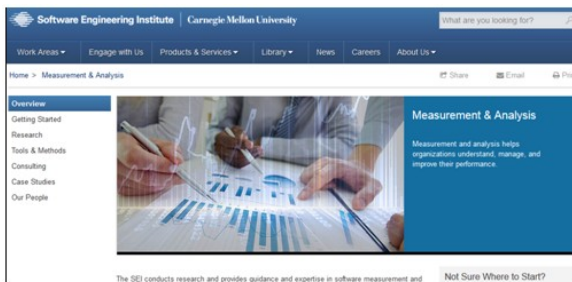 Software Engineering Institute | Carnegie Mellon University
What are you looking for?
Work Areas Engage with Us Products & Services Library News Careers About Us
Home > Measurement & Analysis
Share Email
Overview
Getting Started
Research
Tools & Methods
Consulting
Case Studies
Our People
Measurement & Analysis
Measurement and analysis helps
organizations understand, manage, and
improve their performance.
The SEI conducts research and provides guidance and expertise in software measurement and
Not Sure Where to Start?